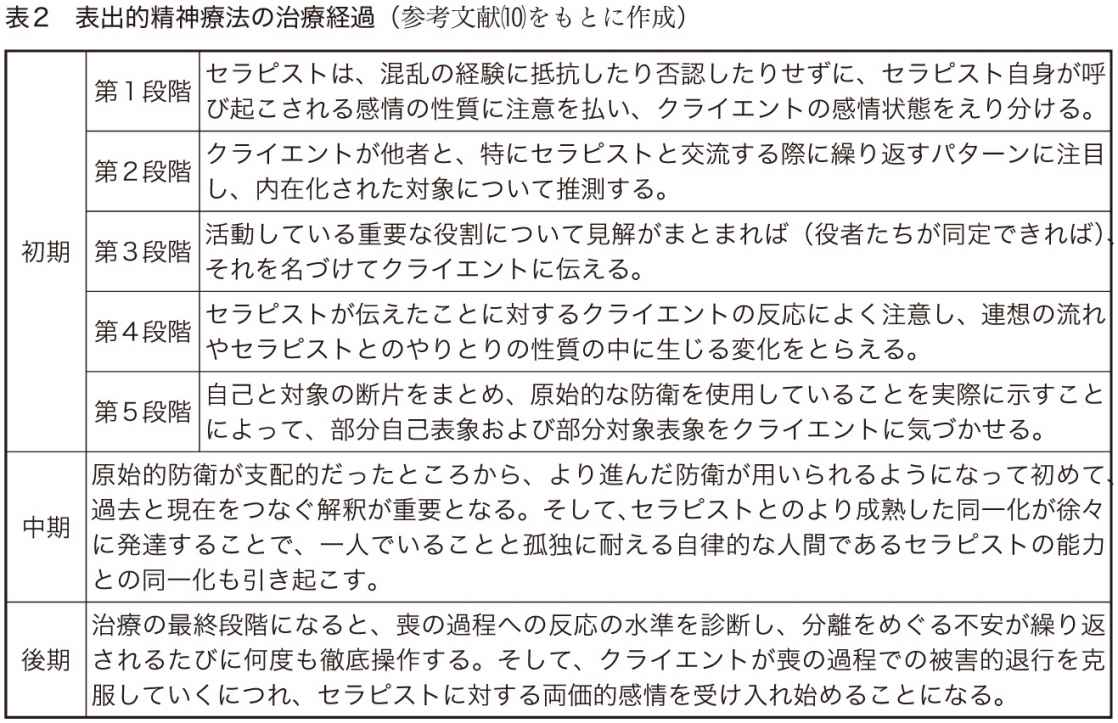 表2　表出的精神療法の治療経過（参考文献⑽をもとに作成）
初期
第1段階
セラピストは、混乱の経験に抵抗したり否認したりせずに、セラピスト自身が呼
び起こされる感情の性質に注意を払い、クライエントの感情状態をえり分ける。
第2段階
クライエントが他者と、特にセラピストと交流する際に繰り返すパターンに注目
し、内在化された対象について推測する。
第3段階
活動している重要な役割について見解がまとまれば（役者たちが同定できれば）、
それを名づけてクライエントに伝える。
第4段階
セラピストが伝えたことに対するクライエントの反応によく注意し、連想の流れ
やセラピストとのやりとりの性質の中に生じる変化をとらえる。
第5段階
自己と対象の断片をまとめ、原始的な防衛を使用していることを実際に示すこと
によって、部分自己表象および部分対象表象をクライエントに気づかせる。
中期
原始的防衛が支配的だったところから、より進んだ防衛が用いられるようになって初めて、
過去と現在をつなぐ解釈が重要となる。そして、セラピストとのより成熟した同一化が徐々
に発達することで、一人でいることと孤独に耐える自律的な人間であるセラピストの能力
との同一化も引き起こす。
後期
治療の最終段階になると、喪の過程への反応の水準を診断し、分離をめぐる不安が繰り返
されるたびに何度も徹底操作する。そして、クライエントが喪の過程での被害的退行を克
服していくにつれ、セラピストに対する両価的感情を受け入れ始めることになる。